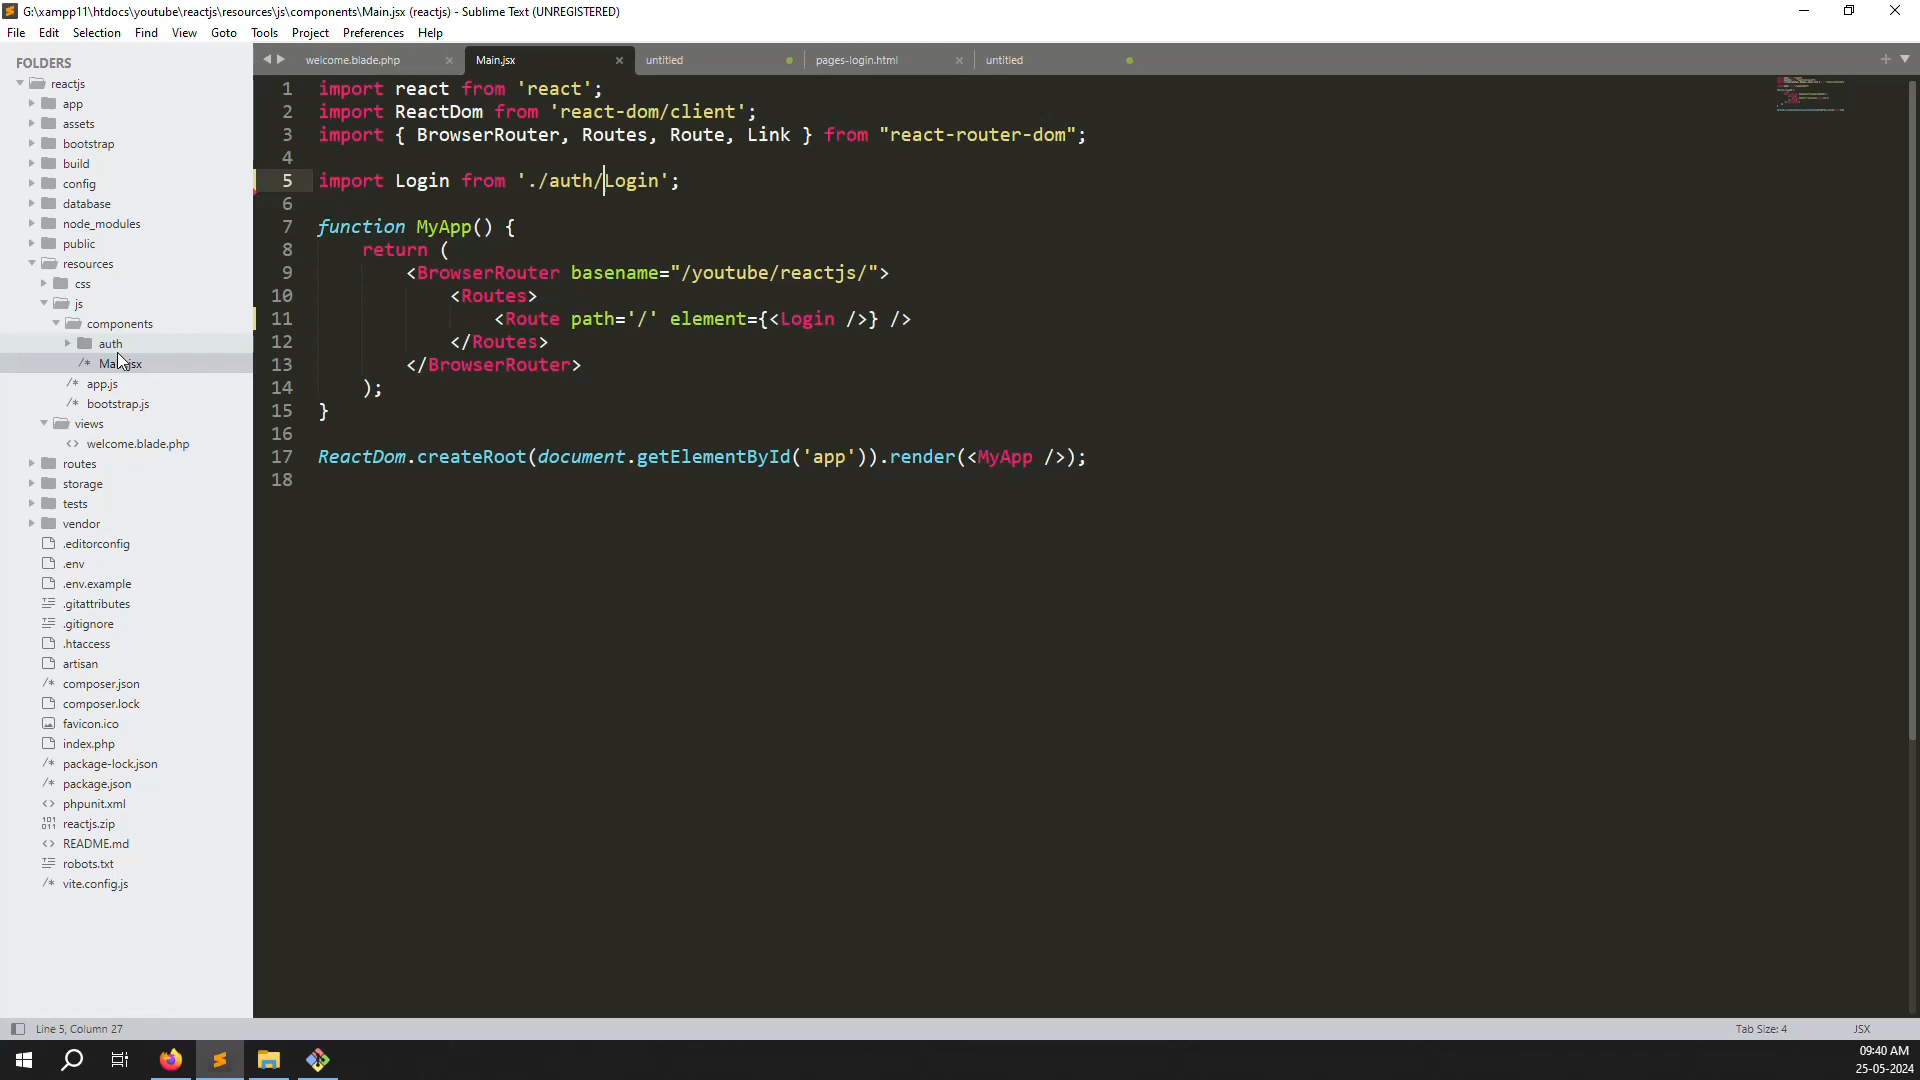 G:\xampp11\htdocs\youtube\reactjs\resources\js\components\Main.jsx (reactjs) - Sublime Text (UNREGISTERED)
File Edit Selection Find View Goto Tools Project Preferences Help
FOLDERS
reactjs
app
assets
bootstrap
build
config
database
node_modules
public
resources
css
js
components
auth
Main.jsx
app.js
bootstrap.js
views
welcome.blade.php
routes
storage
tests
vendor
.editorconfig
.env
.env.example
.gitattributes
.gitignore
.htaccess
artisan
composer.json
composer.lock
favicon.ico
index.php
package-lock.json
package.json
phpunit.xml
reactjs.zip
README.md
robots.txt
vite.config.js
welcome.blade.php Main.jsx untitled pages-login.html untitled
1 import react from 'react';
2 import ReactDom from 'react-dom/client';
3 import { BrowserRouter, Routes, Route, Link } from "react-router-dom";
4
5 import Login from './auth/Login';
6
7 function MyApp() {
8 return (
9 <BrowserRouter basename="/youtube/reactjs/">
10 <Routes>
11 <Route path='/' element={<Login />} />
12 </Routes>
13 </BrowserRouter>
14 );
15 }
16
17 ReactDom.createRoot(document.getElementById('app')).render(<MyApp />);
18
Line 5, Column 27 Tab Size: 4 JSX
09:40 AM
25-05-2024